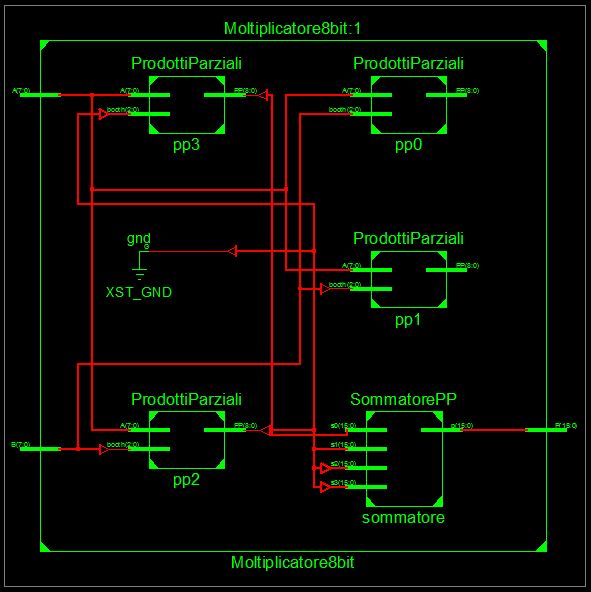 Moltiplicatore8bit:1
ProdottiParziali
ProdottiParziali
A(7:0)
A(7:0)
PP(8:0)
A(7:0)
PP(8:0)
booth(2:0)
booth(2:0)
pp3
pp0
gnd
G
XST_GND
ProdottiParziali
A(7:0)
PP(8:0)
booth(2:0)
pp1
ProdottiParziali
SommatorePP
A(7:0)
PP(8:0)
s0(15:0)
p(15:0)
P(15:0)
B(7:0)
booth(2:0)
s1(15:0)
s2(15:0)
s3(15:0)
pp2
sommatore
Moltiplicatore8bit